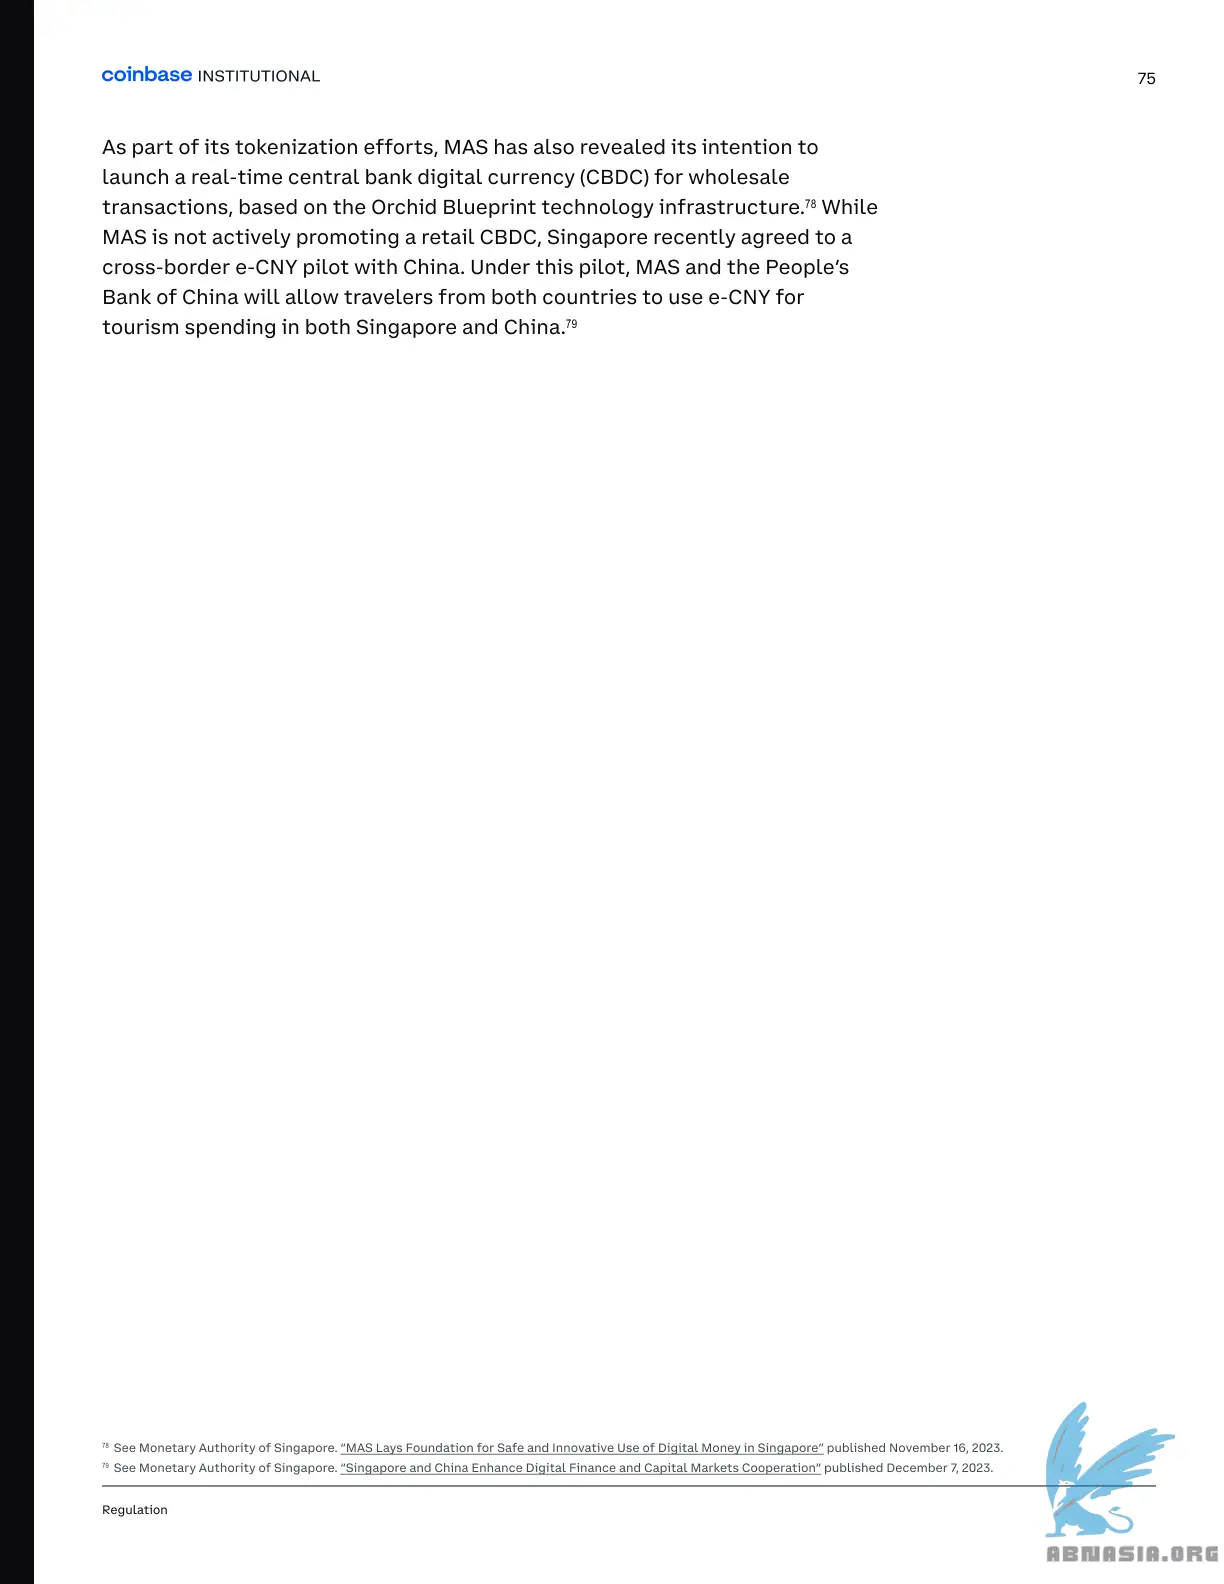 coinbase INSTITUTIONAL
75
As part of its tokenization efforts, MAS has also revealed its intention to
launch a real-time central bank digital currency (CBDC) for wholesale
transactions, based on the Orchid Blueprint technology infrastructure.78 While
MAS is not actively promoting a retail CBDC, Singapore recently agreed to a
cross-border e-CNY pilot with China. Under this pilot, MAS and the People’s
Bank of China will allow travelers from both countries to use e-CNY for
tourism spending in both Singapore and China.79
78 See Monetary Authority of Singapore. “MAS Lays Foundation for Safe and Innovative Use of Digital Money in Singapore” published November 16, 2023.
79 See Monetary Authority of Singapore. “Singapore and China Enhance Digital Finance and Capital Markets Cooperation” published December 7, 2023.
Regulation
ABNASIA.ORG